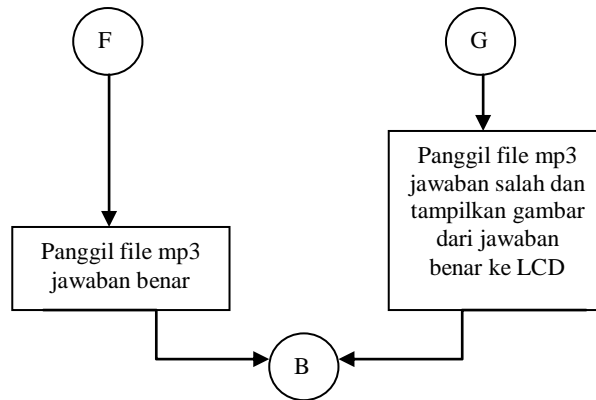 F
G
Panggil file mp3
jawaban salah dan
tampilkan gambar
dari jawaban
benar ke LCD
Panggil file mp3
jawaban benar
B